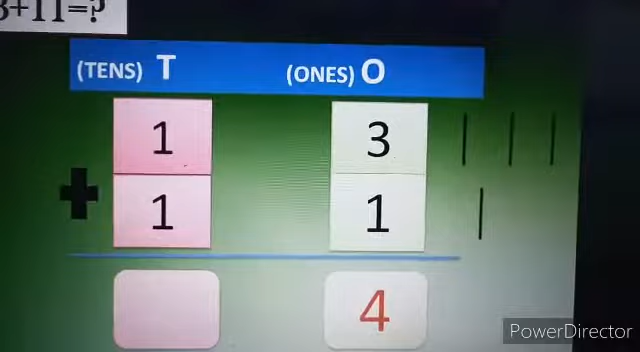 3+11=?
(TENS) T (ONES) O
1 3
+ 1 1
4
PowerDirector